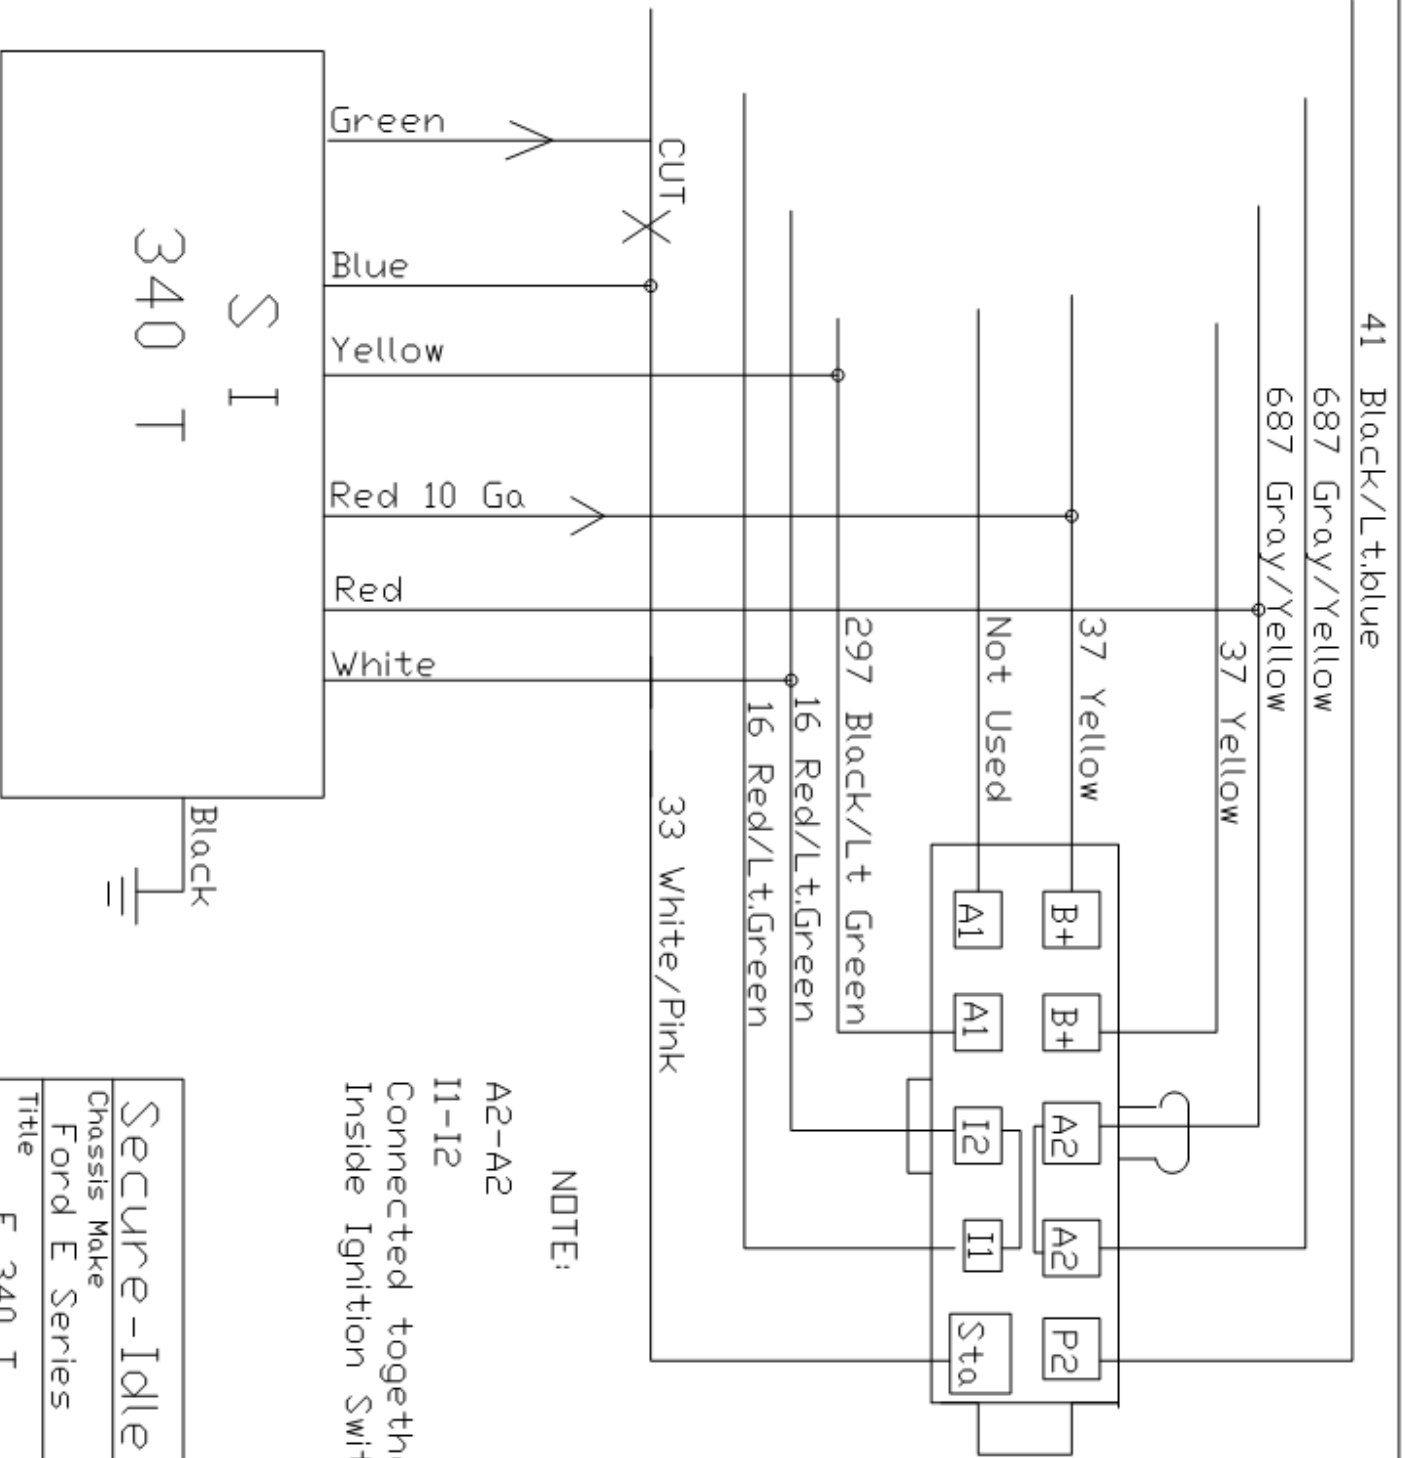 41 Black/Lt.blue
687 Gray/Yellow
687 Gray/Yellow
37 Yellow
37 Yellow
Not Used
297 Black/Lt Green
16 Red/Lt.Green
16 Red/Lt.Green
33 White/Pink
CUT
Green
Blue
Yellow
Red 10 Ga
Red
White
Black
S I
340 T
B+
B+
A2
A2
P2
A1
A1
I2
I1
Sta
NOTE:
A2-A2
I1-I2
Connected
Inside Ignition
Secure-Idle
Chassis Make
Ford E Series
Title
340 T